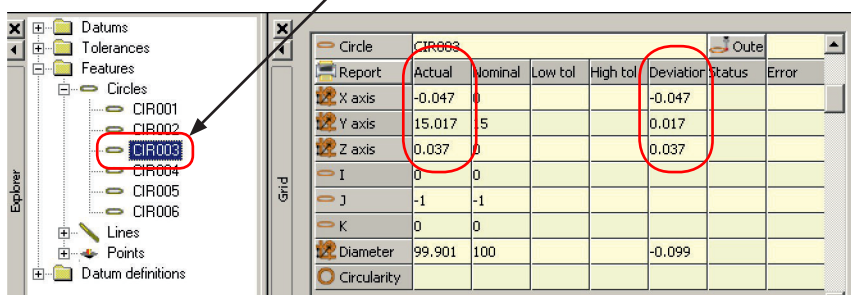 Datums
Tolerances
Features
Circles
CIR001
CIR002
CIR003
CIR004
CIR005
CIR006
Lines
Points
Datum definitions
Explorer
Grid
Circle CIR003 Oute
Report Actual Nominal Low tol High tol Deviation Status Error
X axis -0.047 0 -0.047
Y axis 15.017 15 0.017
Z axis 0.037 0 0.037
I 0 0
J -1 -1
K 0 0
Diameter 99.901 100 -0.099
Circularity